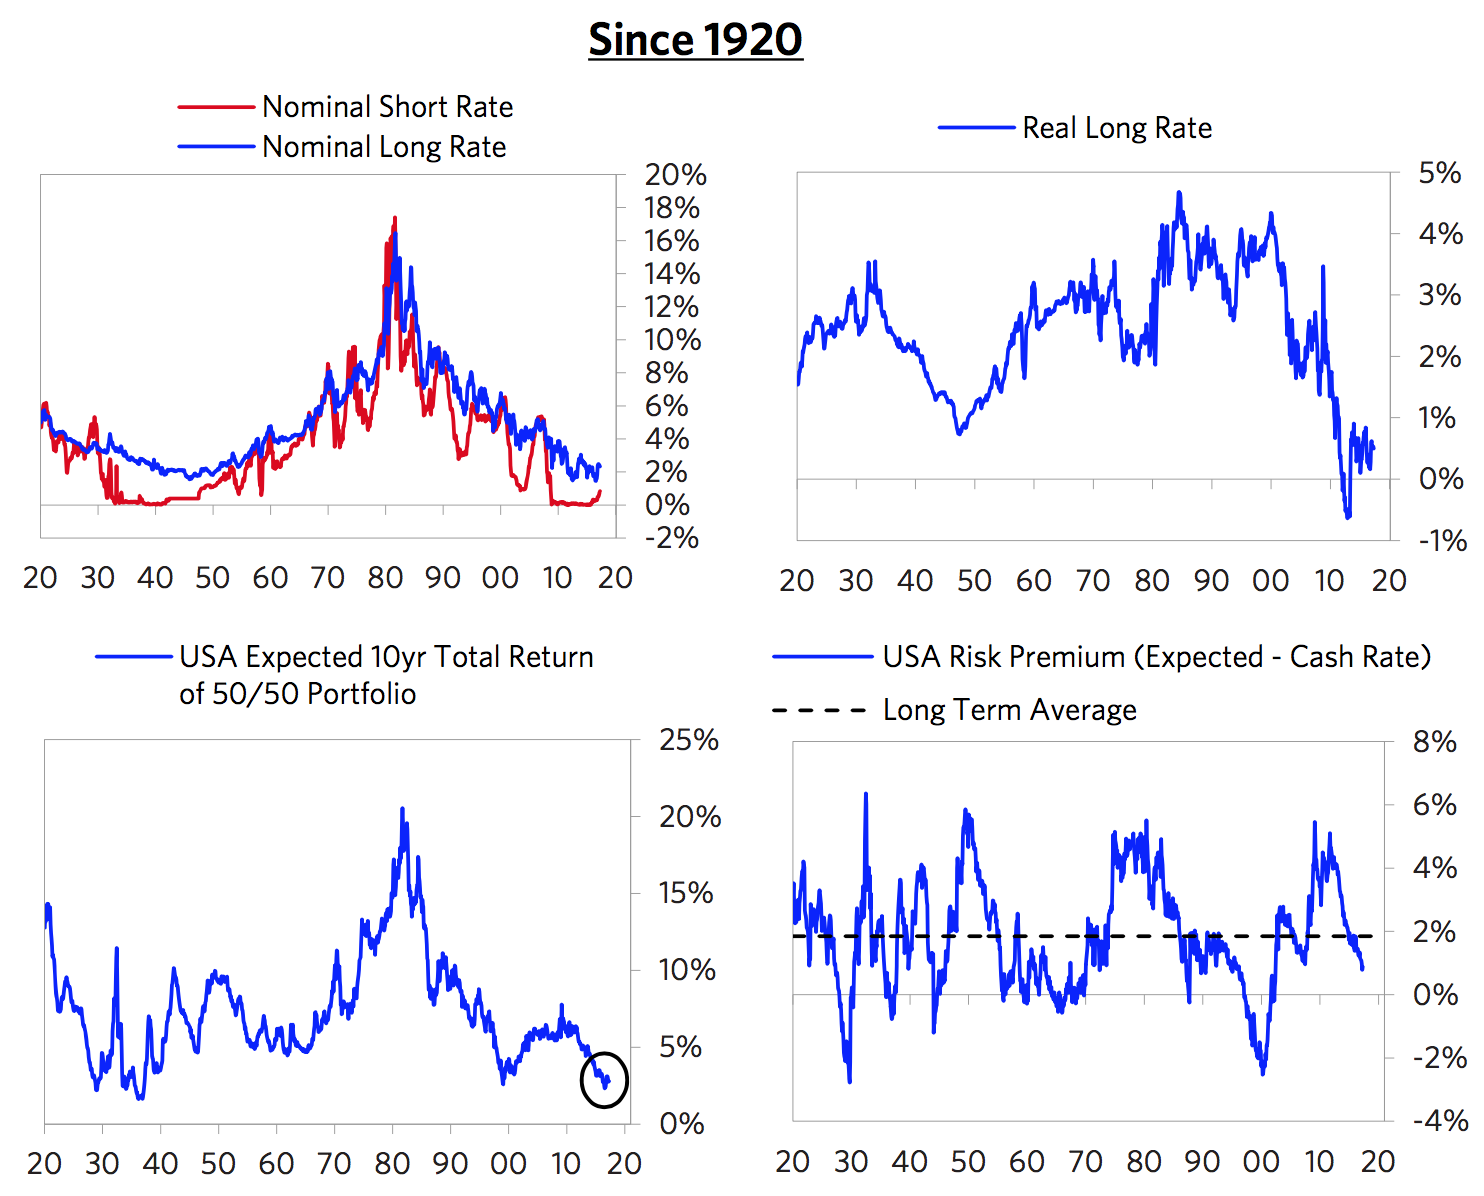 Since 1920
Nominal Short Rate
Nominal Long Rate
20%
18%
16%
14%
12%
10%
8%
6%
4%
2%
0%
-2%
20 30 40 50 60 70 80 90 00 10 20
Real Long Rate
5%
4%
3%
2%
1%
0%
-1%
20 30 40 50 60 70 80 90 00 10 20
USA Expected 10yr Total Return
of 50/50 Portfolio
25%
20%
15%
10%
5%
0%
20 30 40 50 60 70 80 90 00 10 20
USA Risk Premium (Expected - Cash Rate)
Long Term Average
8%
6%
4%
2%
0%
-2%
-4%
20 30 40 50 60 70 80 90 00 10 20